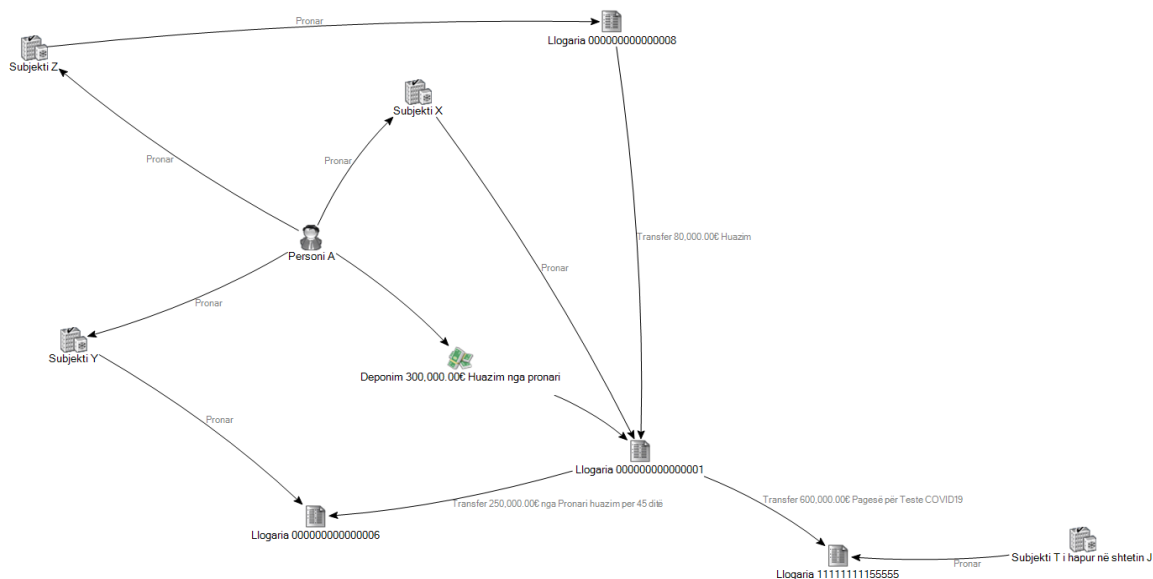 Pronar
Llogaria 000000000000008
Subjekti Z
Subjekti X
Pronar
Pronar
Transfer 80,000.00€ Huazim
Personi A
Pronar
Pronar
Subjekti Y
Deponim 300,000.00€ Huazim nga pronari
Pronar
Llogaria 000000000000001
Transfer 250,000.00€ nga Pronari huazim per 45 ditë
Transfer 600,000.00€ Pagesë për Teste COVID19
Llogaria 000000000000006
Subjekti T i hapur në shtetin J
Pronar
Llogaria 11111111155555